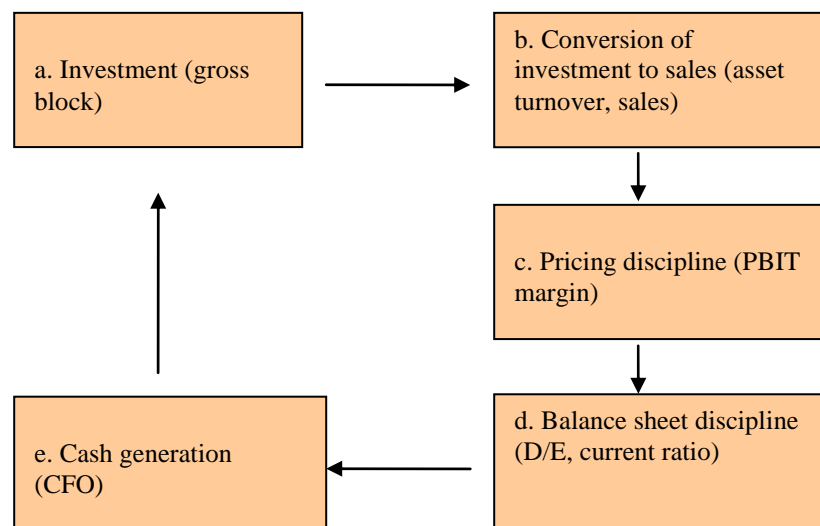 a. Investment (gross
block)
b. Conversion of
investment to sales (asset
turnover, sales)
c. Pricing discipline (PBIT
margin)
d. Balance sheet discipline
(D/E, current ratio)
e. Cash generation
(CFO)